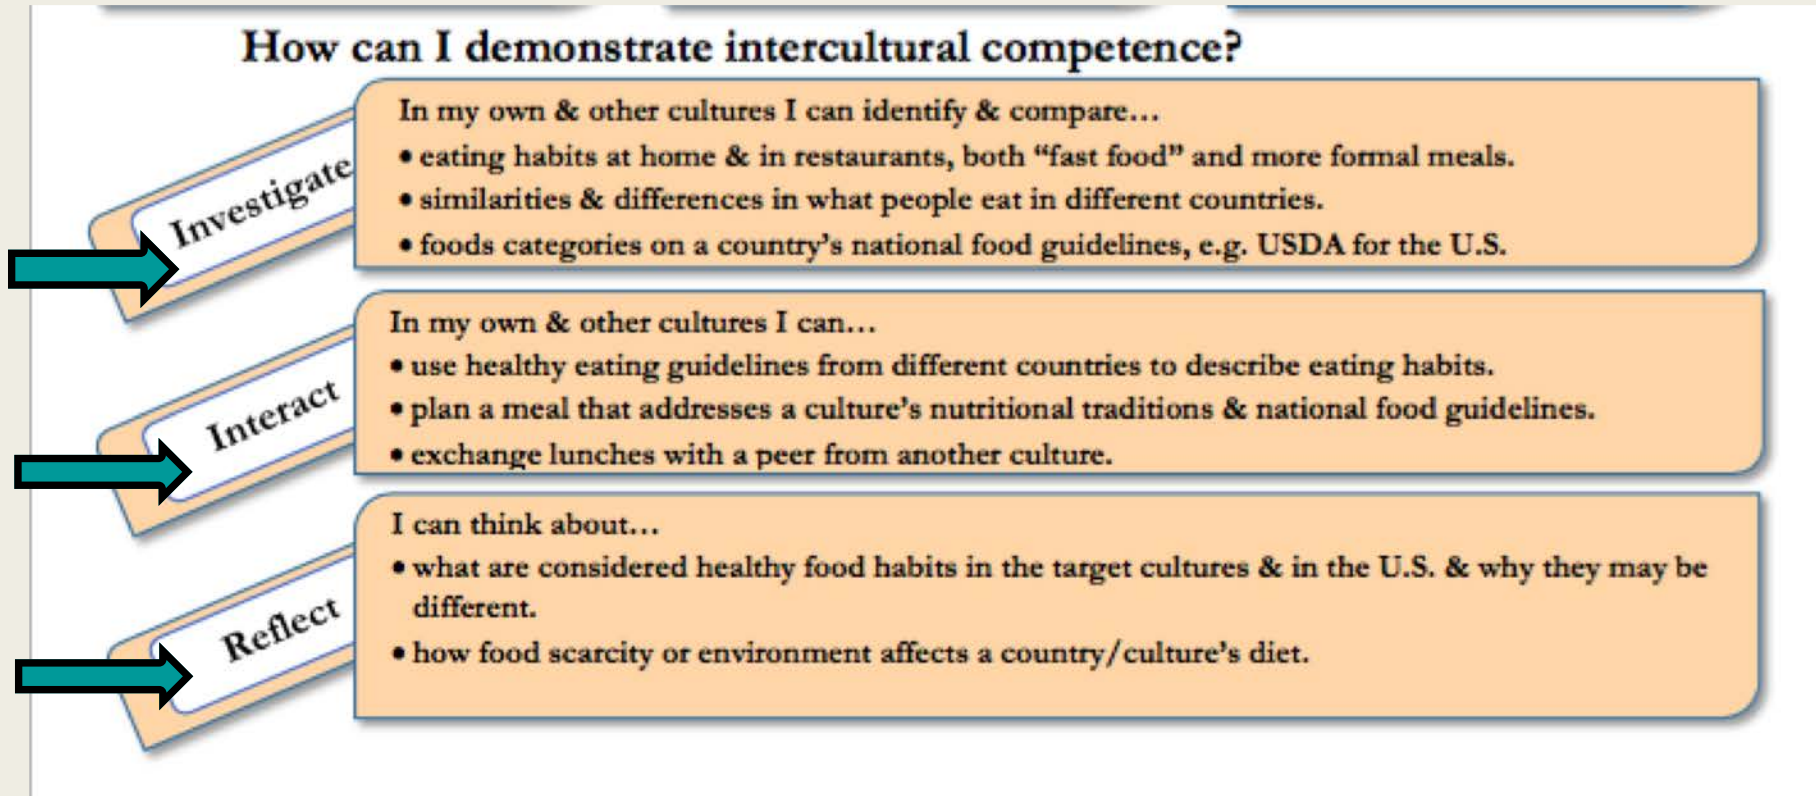 How can I demonstrate intercultural competence?
Investigate
In my own & other cultures I can identify & compare...
• eating habits at home & in restaurants, both “fast food” and more formal meals.
• similarities & differences in what people eat in different countries.
• foods categories on a country’s national food guidelines, e.g. USDA for the U.S.
Interact
In my own & other cultures I can...
• use healthy eating guidelines from different countries to describe eating habits.
• plan a meal that addresses a culture’s nutritional traditions & national food guidelines.
• exchange lunches with a peer from another culture.
Reflect
I can think about...
• what are considered healthy food habits in the target cultures & in the U.S. & why they may be
different.
• how food scarcity or environment affects a country/culture’s diet.